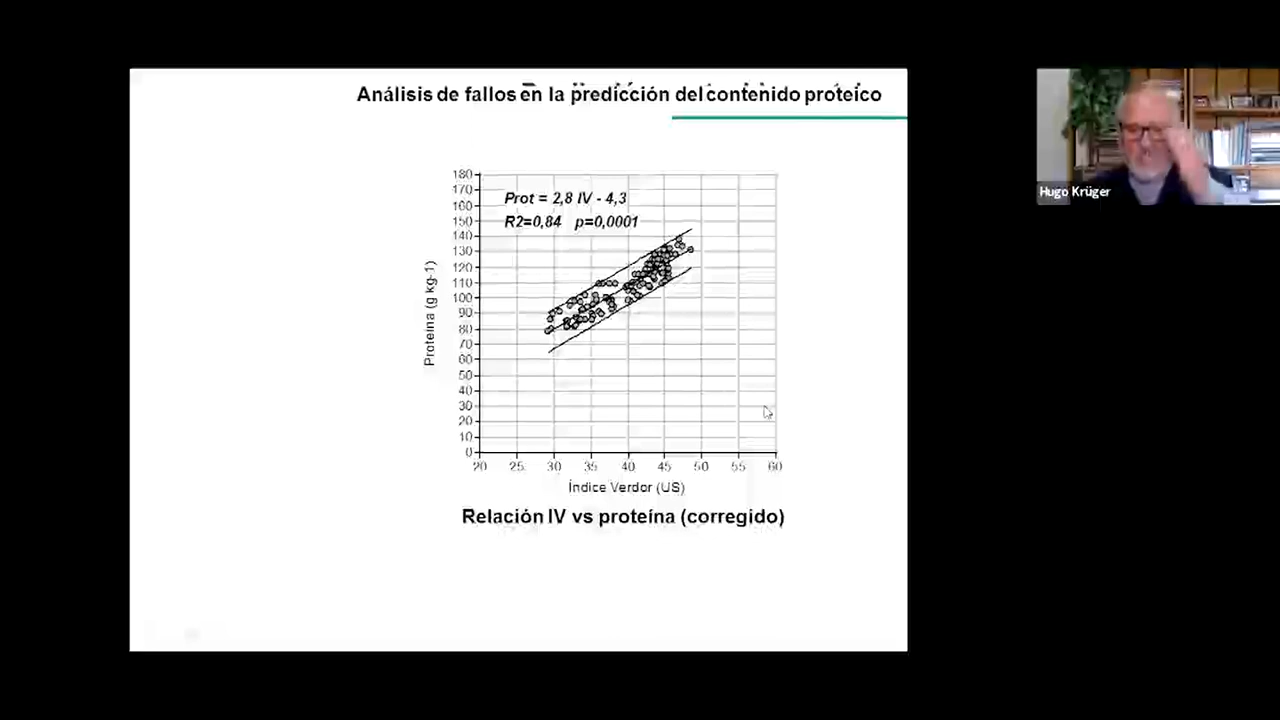 Análisis de fallos en la predicción del contenido proteico
Prot = 2,8 IV - 4,3
R2=0,84 p=0,0001
180
170
160
150
140
130
120
110
100
90
80
70
60
50
40
30
20
10
0
Proteína (g kg-1)
20 25 30 35 40 45 50 55 60
Índice Verdor (US)
Relación IV vs proteína (corregido)
Hugo Krüger